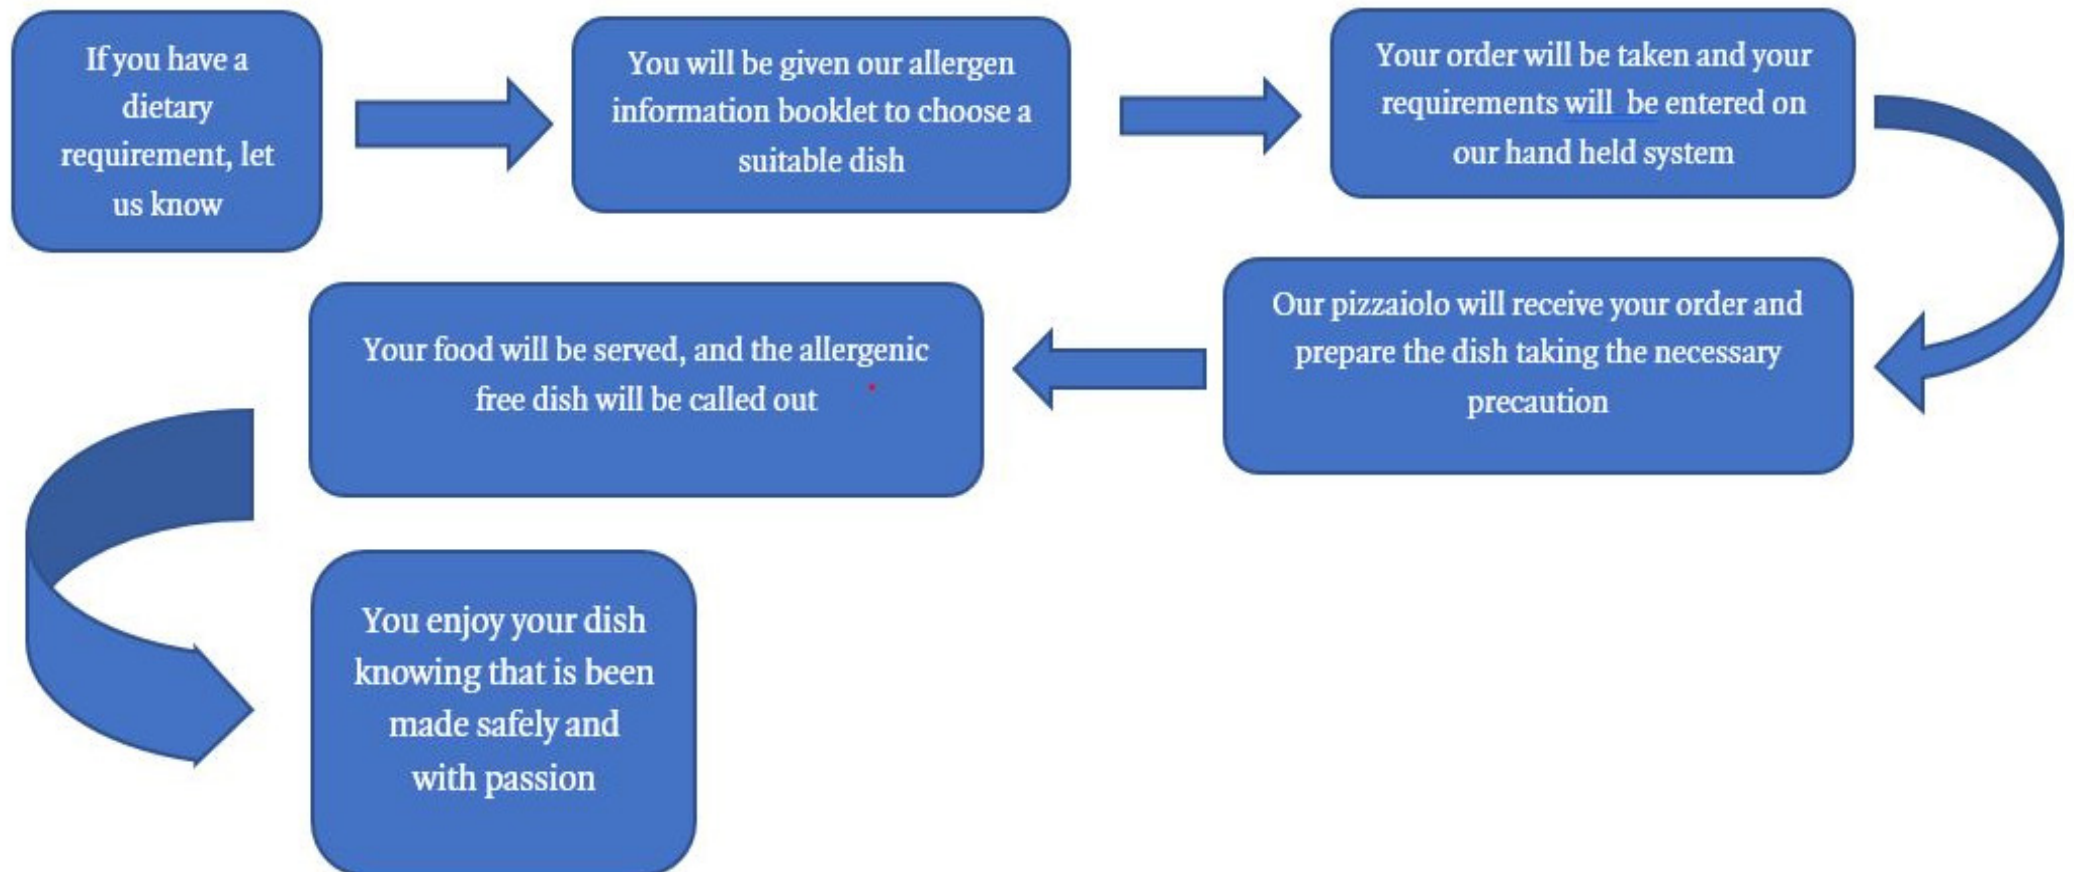 If you have a
dietary
requirement, let
us know
You will be given our allergen
information booklet to choose a
suitable dish
Your order will be taken and your
requirements will  be entered on
our hand held system
Our pizzaiolo will receive your order and
prepare the dish taking the necessary
precaution
Your food will be served, and the allergenic
free dish will be called out
You enjoy your dish
knowing that is been
made safely and
with passion